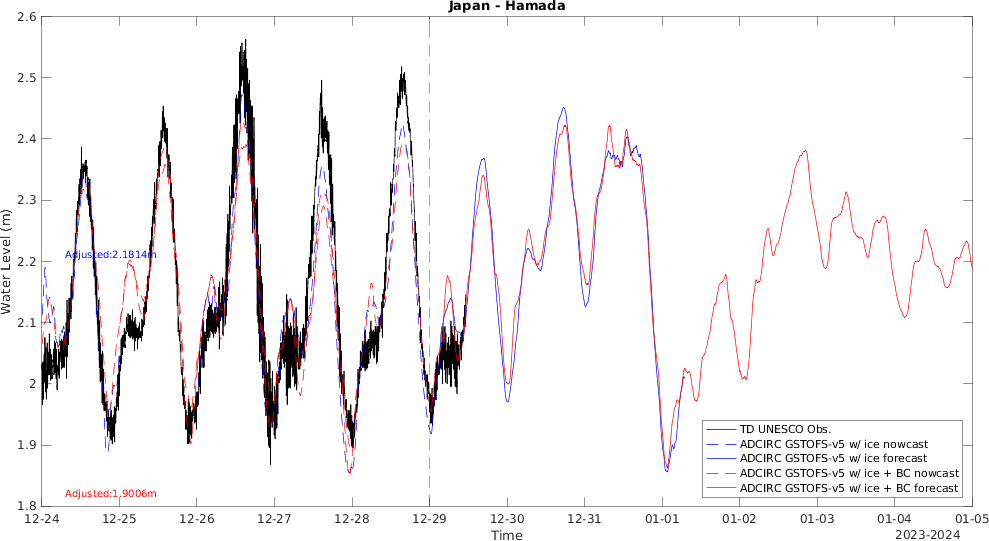 Japan - Hamada
Water Level (m)
2.6
2.5
2.4
2.3
2.2
2.1
2
1.9
1.8
Adjusted:2.1814m
Adjusted:1.9006m
TD UNESCO Obs.
ADCIRC GSTOFS-v5 w/ ice nowcast
ADCIRC GSTOFS-v5 w/ ice forecast
ADCIRC GSTOFS-v5 w/ ice + BC nowcast
ADCIRC GSTOFS-v5 w/ ice + BC forecast
12-24 12-25 12-26 12-27 12-28 12-29 12-30 12-31 01-01 01-02 01-03 01-04 01-05
Time
2023-2024